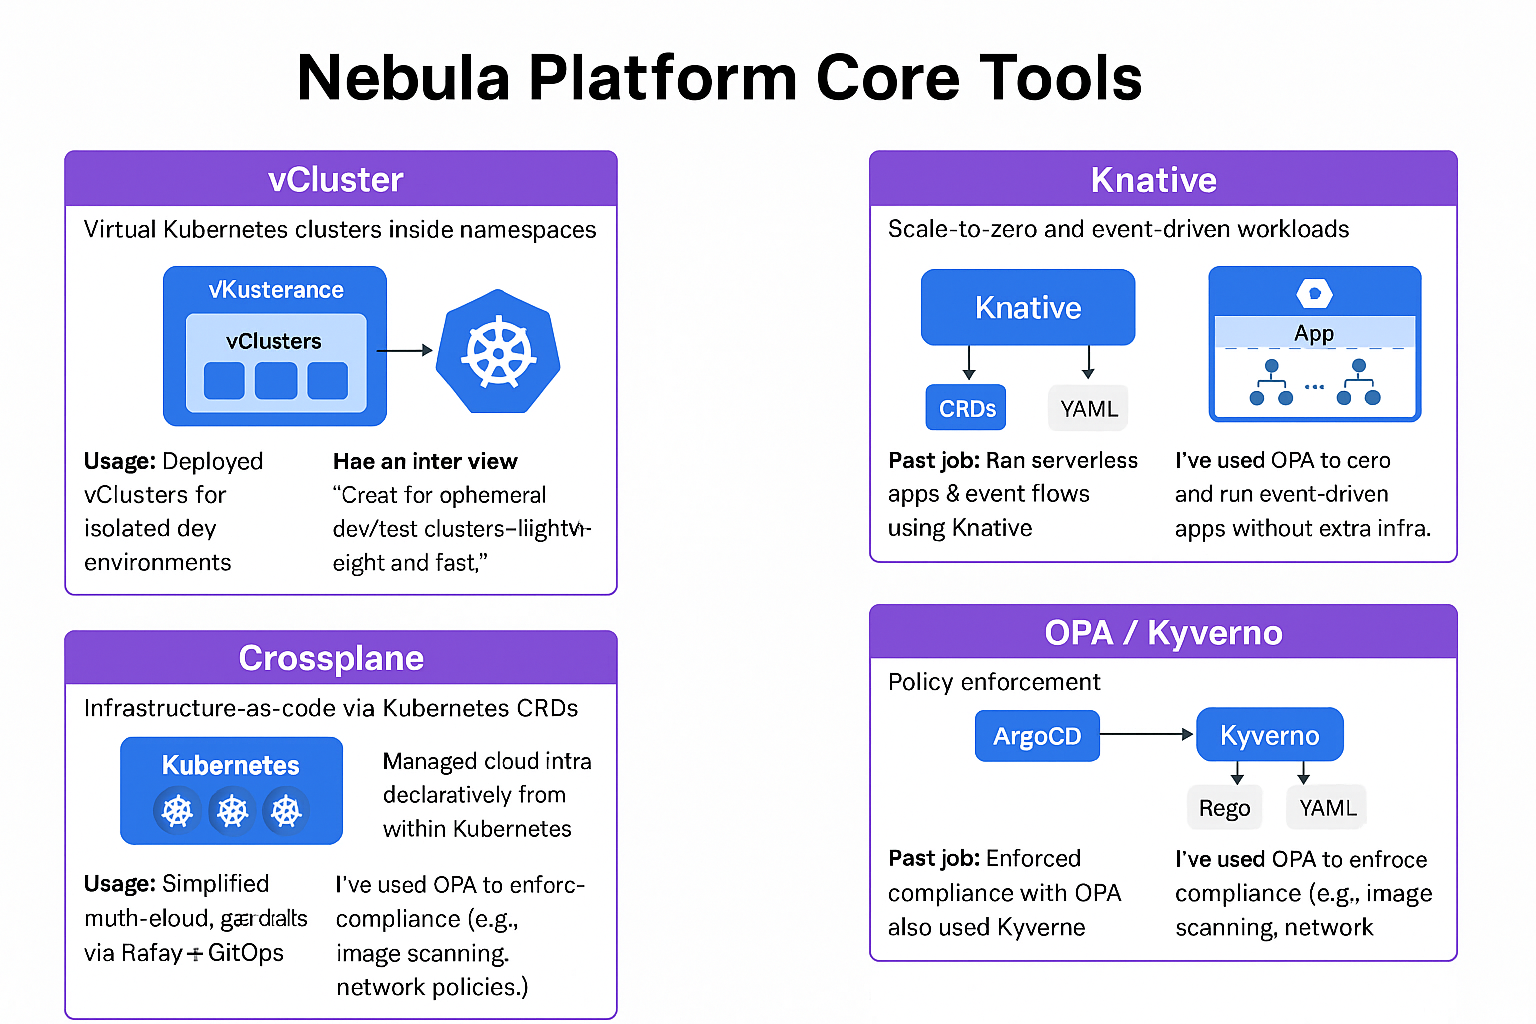 Nebula Platform Core Tools
vCluster
Virtual Kubernetes clusters inside namespaces
√Kusterance
vClusters
Usage: Deployed
vClusters for
isolated dey
environments
Hae an inter view
“Creat for ophemeral
dev/test clusters–liightvr-
eight and fast,”
Knative
Scale-to-zero and event-driven workloads
Knative
CRDs
YAML
App
...
Past job: Ran serverless
apps & event flows
using Knative
I’ve used OPA to cero
and run event-driven
apps without extra infra.
Crossplane
Infrastructure-as-code via Kubernetes CRDs
Kubernetes
Managed cloud intra
declaratively from
within Kubernetes
Usage: Simplified
muth-eloud,
via Rafay + GitOps
I’ve used OPA to enforc-
compliance (e.g.,
image scanning.
network policies.)
OPA / Kyverno
Policy enforcement
ArgoCD
Kyverno
Rego
YAML
Past job: Enforced
compliance with OPA
also used Kyverne
I’ve used OPA to enfroce
compliance (e.g., image
scanning, network